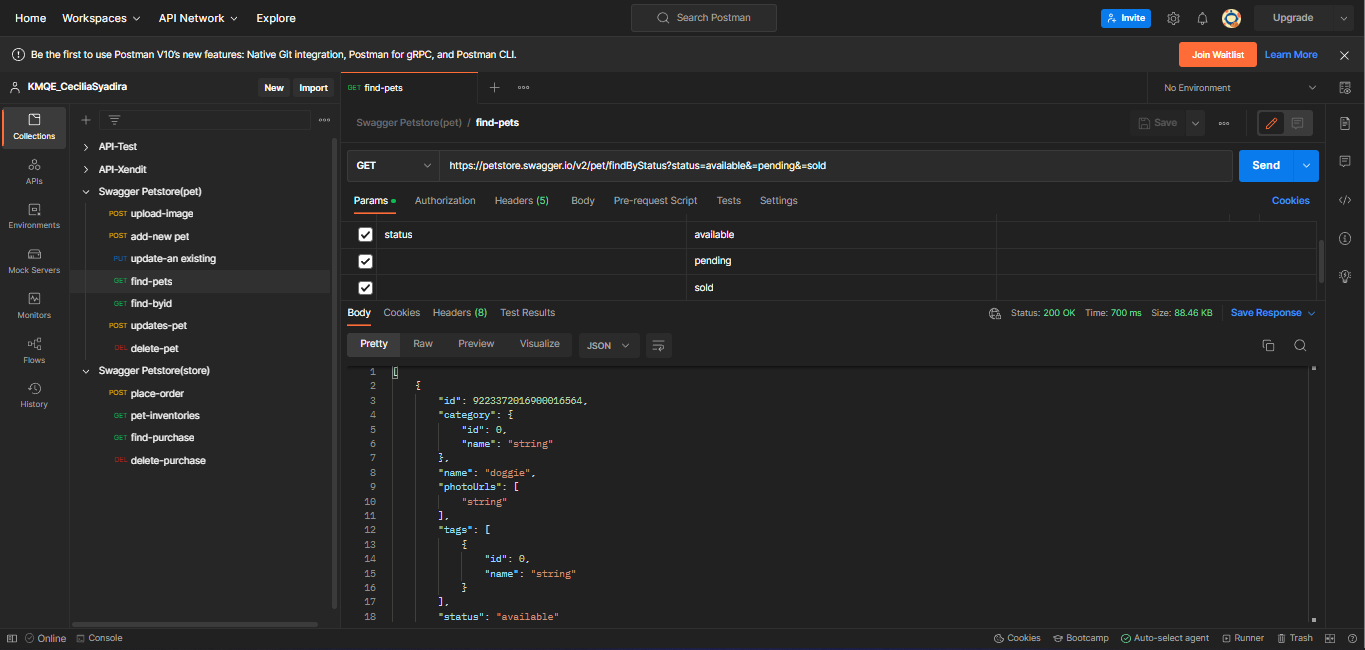 Home Workspaces API Network Explore Search Postman Invite Upgrade
Be the first to use Postman V10's new features: Native Git integration, Postman for gRPC, and Postman CLI. Join Waitlist Learn More
KMQE_CeciliaSyadira New Import
GET find-pets
No Environment
Collections
APIs
Environments
Mock Servers
Monitors
Flows
History
API-Test
API-Xendit
Swagger Petstore(pet)
POST upload-image
POST add-new pet
PUT update-an existing
GET find-pets
GET find-byid
POST updates-pet
DEL delete-pet
Swagger Petstore(store)
POST place-order
GET pet-inventories
GET find-purchase
DEL delete-purchase
Swagger Petstore(pet) / find-pets
Save
GET https://petstore.swagger.io/v2/pet/findByStatus?status=available&=pending&=sold Send
Params Authorization Headers (5) Body Pre-request Script Tests Settings Cookies
status available
pending
sold
Body Cookies Headers (8) Test Results Status: 200 OK Time: 700 ms Size: 88.46 KB Save Response
Pretty Raw Preview Visualize JSON
1 [
2 {
3 "id": 9223372016900016564,
4 "category": {
5 "id": 0,
6 "name": "string"
7 },
8 "name": "doggie",
9 "photoUrls": [
10 "string"
11 ],
12 "tags": [
13 {
14 "id": 0,
15 "name": "string"
16 }
17 ],
18 "status": "available"
Online Console Cookies Bootcamp Auto-select agent Runner Trash